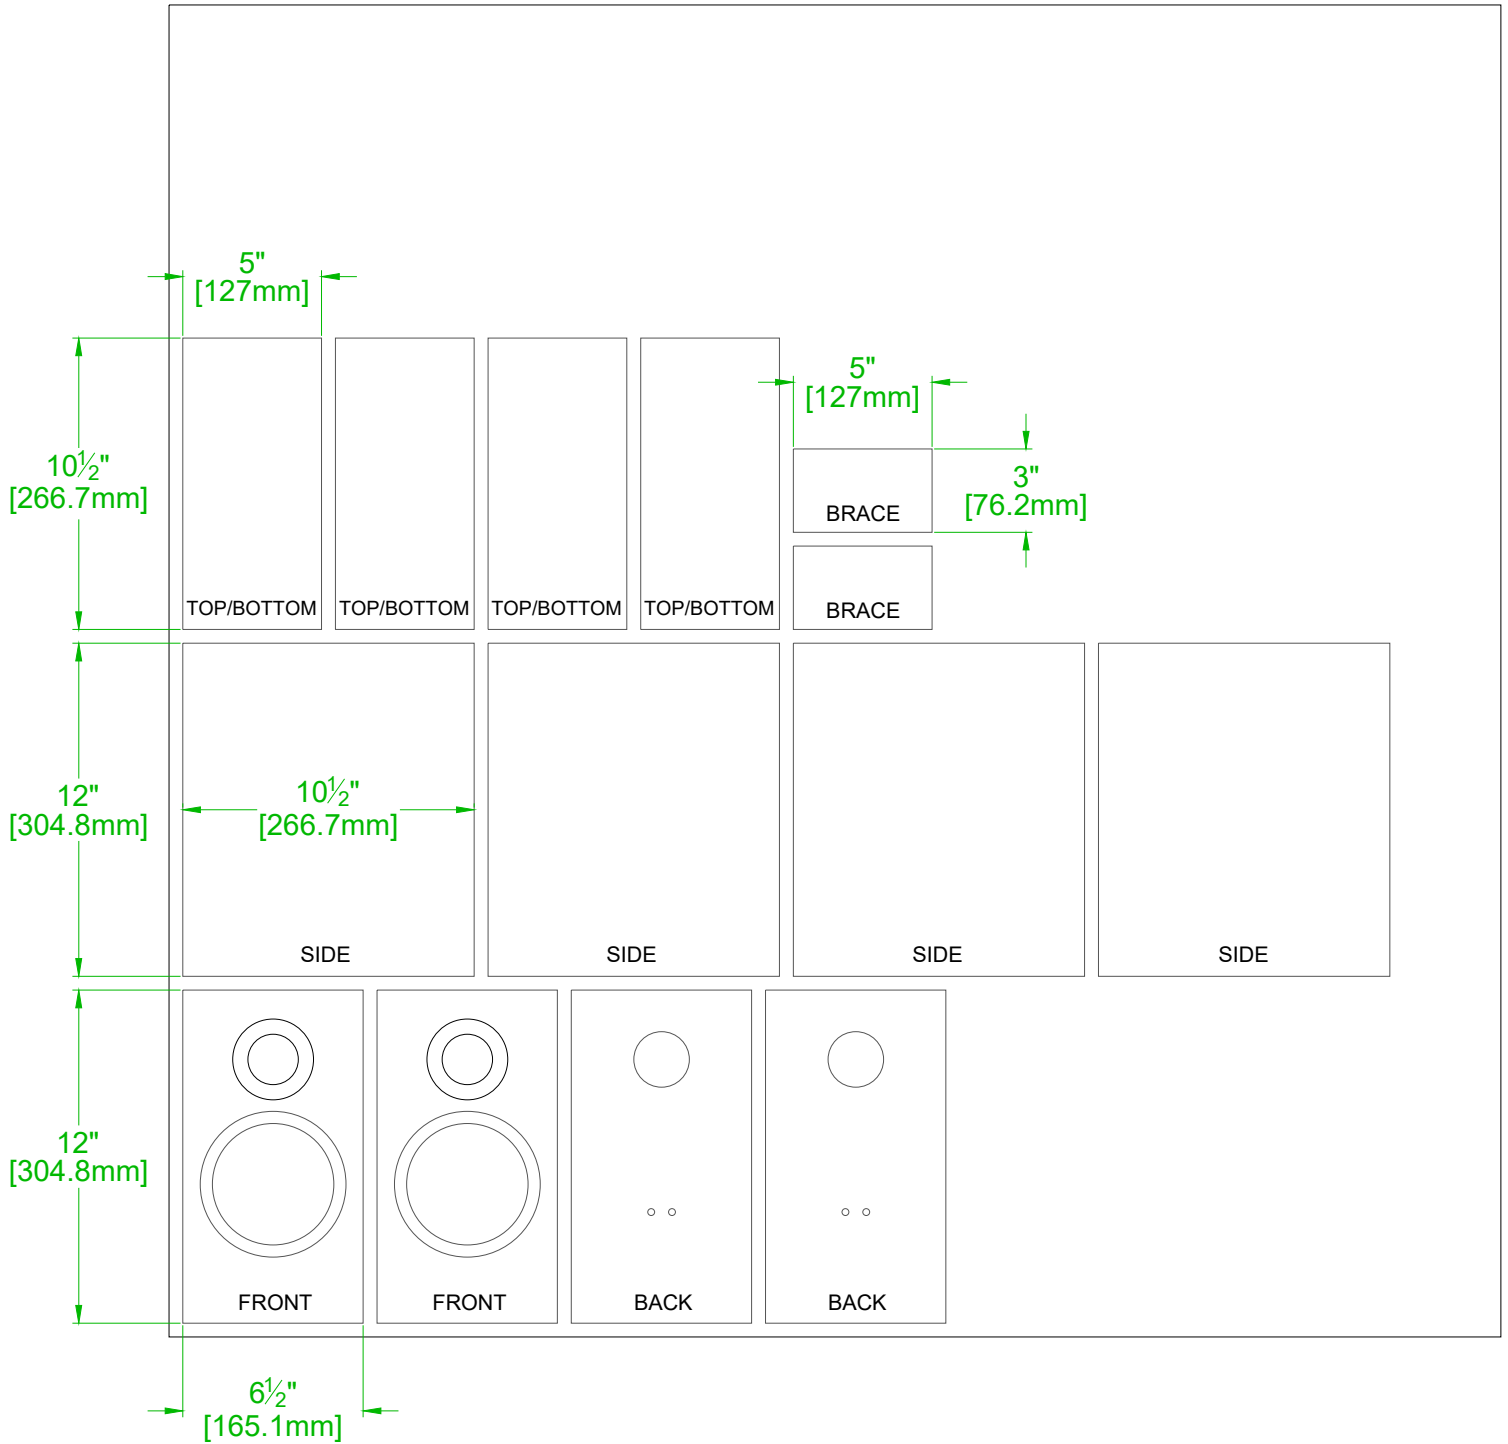 5"
[127mm]
5"
[127mm]
10½"
[266.7mm]
3"
[76.2mm]
BRACE
TOP/BOTTOM TOP/BOTTOM TOP/BOTTOM TOP/BOTTOM BRACE
12"
[304.8mm]
10½"
[266.7mm]
SIDE SIDE SIDE SIDE
12"
[304.8mm]
FRONT FRONT BACK BACK
6½"
[165.1mm]